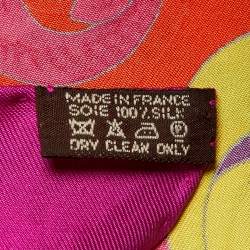 MADE IN FRANCE
SOIE 100% SILK
P
DRY CLEAN ONLY